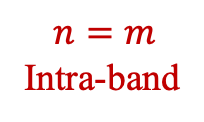 n = m
Intra-band